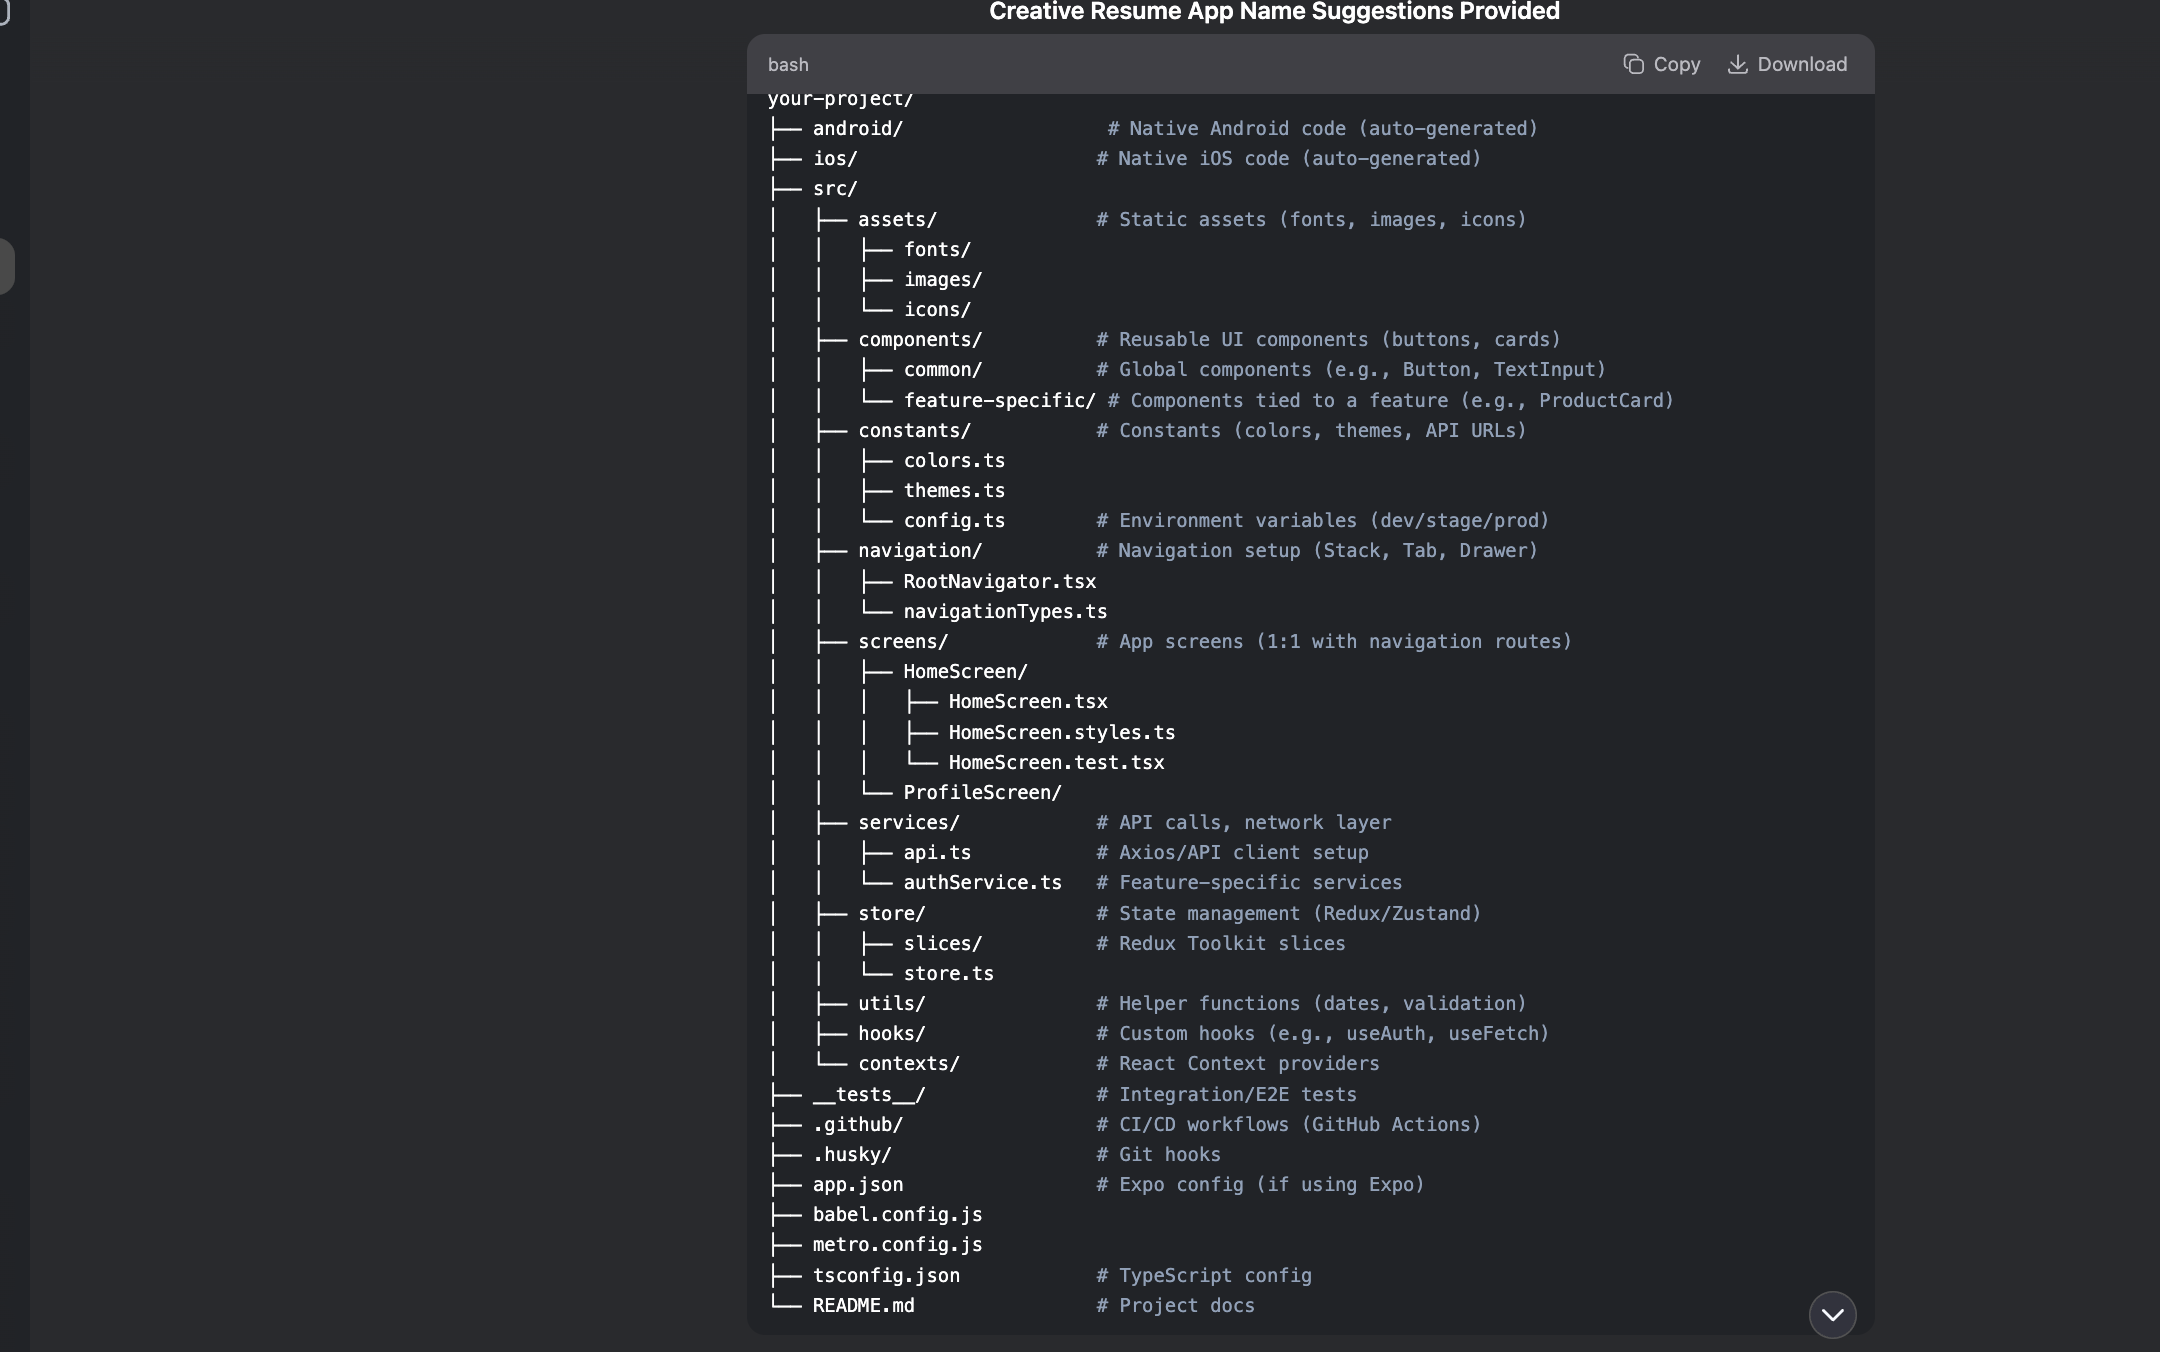 Creative Resume App Name Suggestions Provided
bash Copy Download
your-project/
├── android/ # Native Android code (auto-generated)
├── ios/ # Native iOS code (auto-generated)
├── src/
│ ├── assets/ # Static assets (fonts, images, icons)
│ │ ├── fonts/
│ │ ├── images/
│ │ └── icons/
│ ├── components/ # Reusable UI components (buttons, cards)
│ │ ├── common/ # Global components (e.g., Button, TextInput)
│ │ └── feature-specific/ # Components tied to a feature (e.g., ProductCard)
│ ├── constants/ # Constants (colors, themes, API URLs)
│ │ ├── colors.ts
│ │ ├── themes.ts
│ │ └── config.ts # Environment variables (dev/stage/prod)
│ ├── navigation/ # Navigation setup (Stack, Tab, Drawer)
│ │ ├── RootNavigator.tsx
│ │ └── navigationTypes.ts
│ ├── screens/ # App screens (1:1 with navigation routes)
│ │ ├── HomeScreen/
│ │ │ ├── HomeScreen.tsx
│ │ │ ├── HomeScreen.styles.ts
│ │ │ └── HomeScreen.test.tsx
│ │ └── ProfileScreen/
│ ├── services/ # API calls, network layer
│ │ ├── api.ts # Axios/API client setup
│ │ └── authService.ts # Feature-specific services
│ ├── store/ # State management (Redux/Zustand)
│ │ ├── slices/ # Redux Toolkit slices
│ │ └── store.ts
│ ├── utils/ # Helper functions (dates, validation)
│ ├── hooks/ # Custom hooks (e.g., useAuth, useFetch)
│ └── contexts/ # React Context providers
├── __tests__/ # Integration/E2E tests
├── .github/ # CI/CD workflows (GitHub Actions)
├── .husky/ # Git hooks
├── app.json # Expo config (if using Expo)
├── babel.config.js
├── metro.config.js
├── tsconfig.json # TypeScript config
└── README.md # Project docs